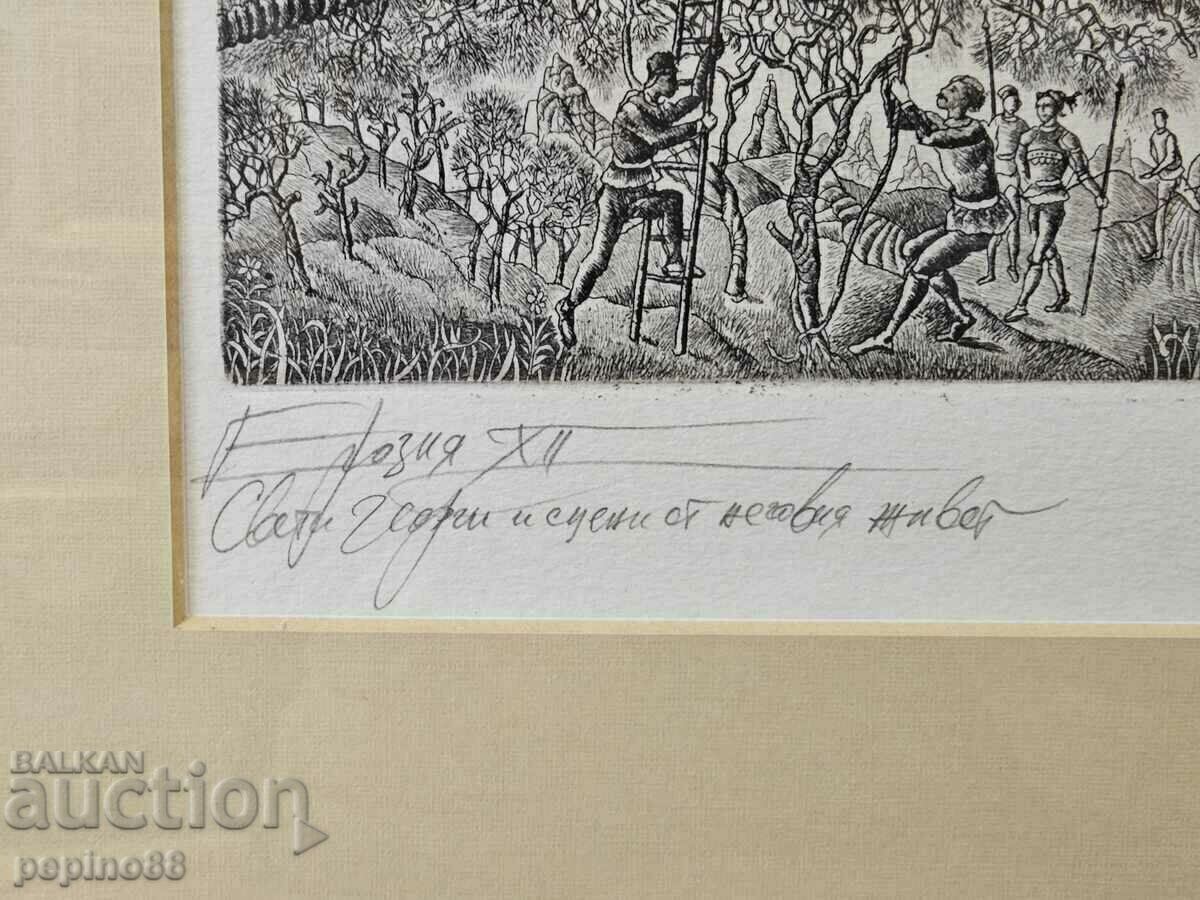 Ерозия XII
Свети Георги и сцени от неговия живот
BALKAN
auction
pepino88